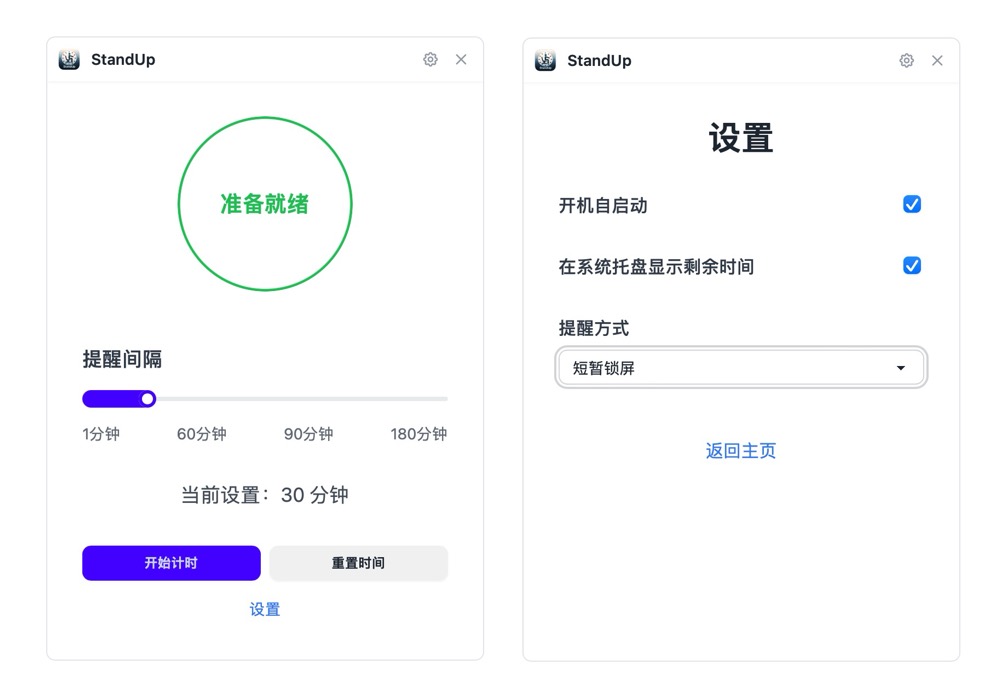 StandUp
准备就绪
提醒间隔
1分钟 60分钟 90分钟 180分钟
当前设置：30 分钟
开始计时 重置时间
设置
StandUp
设置
开机自启动
在系统托盘显示剩余时间
提醒方式
短暂锁屏
返回主页